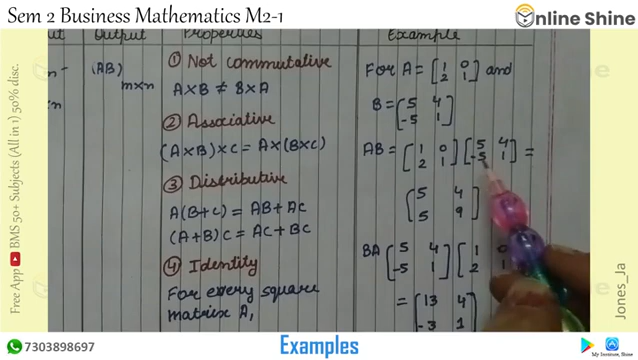 Sem 2 Business Mathematics M2-1
Online Shine
Output
Properties
Example
(AB)
m×n
① Not commutative
A×B ≠ B×A
② Associative
(A×B)×C = A×(B×C)
③ Distributive
A(B+C) = AB + AC
(A+B)C = AC + BC
④ Identity
For every square
matrix A,
For A = [1 0
2 1] and
B = [5 4
-5 1]
AB = [1 0 [5 4
2 1] -5 1] =
[5 4
5 9]
BA [5 4 [1 0
-5 1] 2 1
= [13 4
-3 1]
Free App BMS 50+ Subjects (All in 1) 50% disc.
Jones_Ja
7303898697
Examples
My Institute, Shine